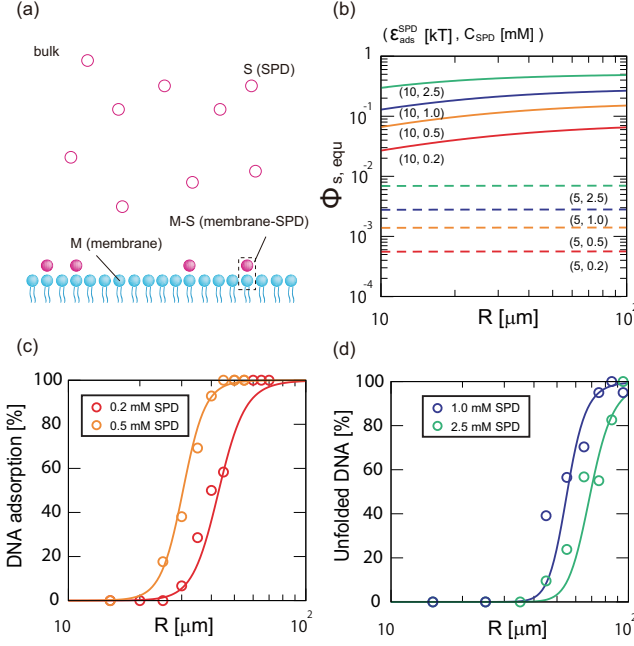 (a)
bulk
S (SPD)
M-S (membrane-SPD)
M (membrane)
(b)
( ε_ads^SPD [kT] , C_SPD [mM] )
1
10^-1
10^-2
10^-3
10^-4
Φ_s, equ
(10, 2.5)
(10, 1.0)
(10, 0.5)
(10, 0.2)
(5, 2.5)
(5, 1.0)
(5, 0.5)
(5, 0.2)
10
R [μm]
10^2
(c)
DNA adsorption [%]
100
80
60
40
20
0
0.2 mM SPD
0.5 mM SPD
10
R [μm]
10^2
(d)
Unfolded DNA [%]
100
80
60
40
20
0
1.0 mM SPD
2.5 mM SPD
10
R [μm]
10^2